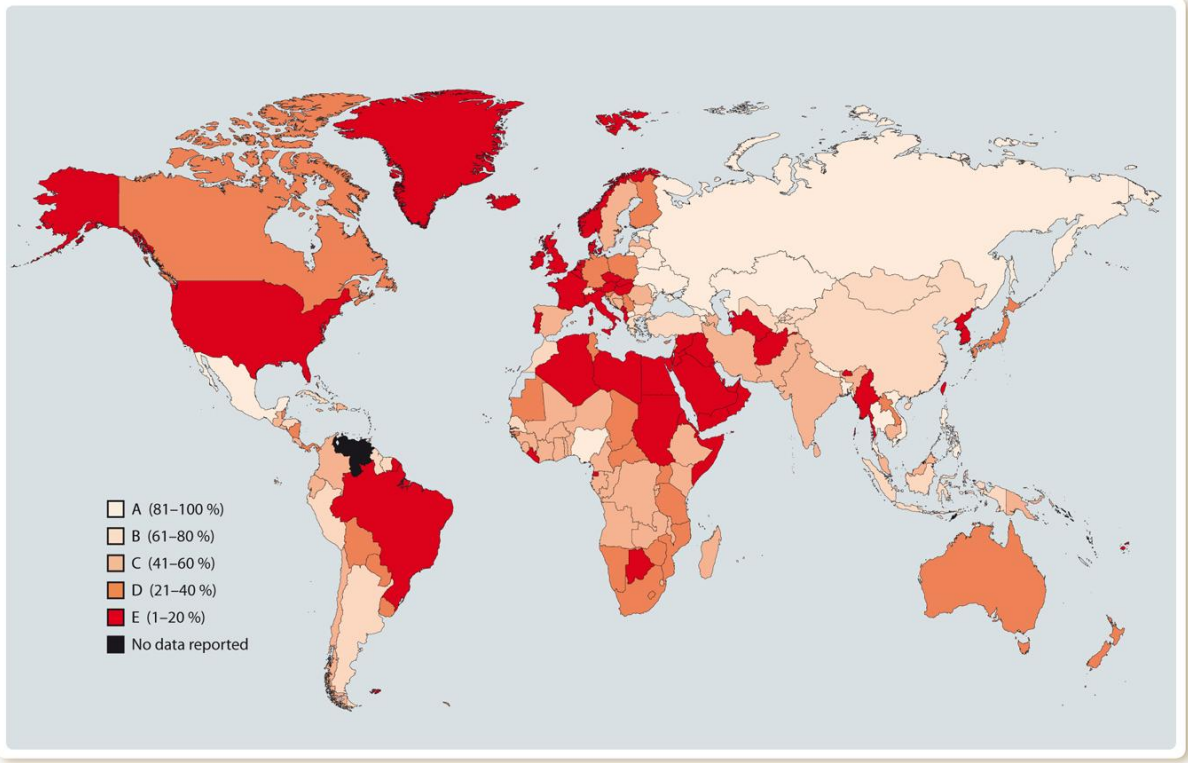 A (81–100 %)
B (61–80 %)
C (41–60 %)
D (21–40 %)
E (1–20 %)
No data reported